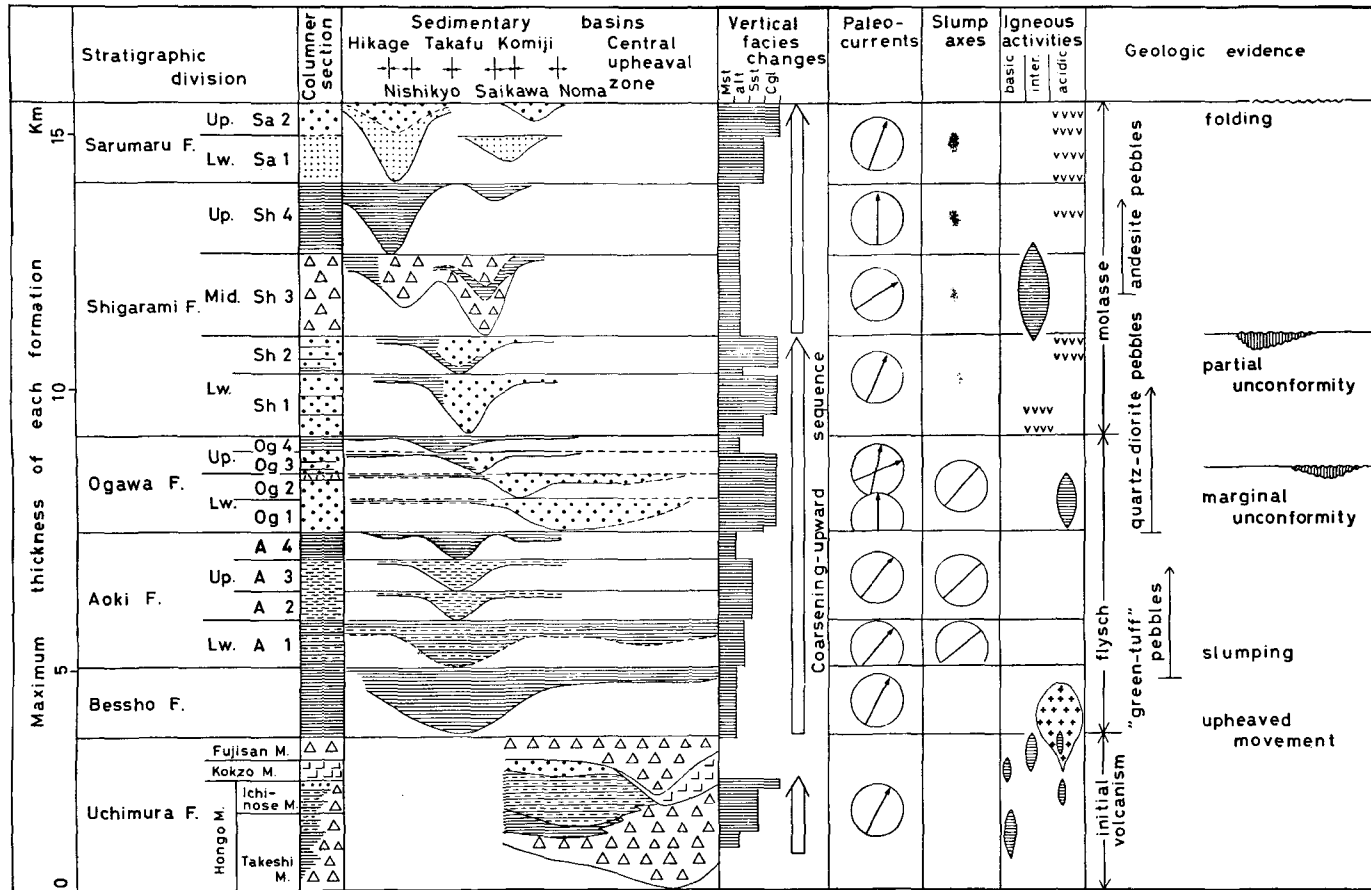 Stratigraphic division
Columner section
Sedimentary basins
Hikage Takafu Komiji Central upheaval zone
Nishikyo Saikawa Noma
Vertical facies changes
Mst alt Sst Cgl
Paleo-currents
Slump axes
Igneous activities
basic inter. acidic
Geologic evidence
Maximum thickness of each formation
Km
15
10
5
0
Sarumaru F.
Up. Sa 2
Lw. Sa 1
Shigarami F.
Up. Sh 4
Mid. Sh 3
Sh 2
Lw.
Sh 1
Ogawa F.
Up. Og 4
Og 3
Lw. Og 2
Og 1
Aoki F.
A 4
Up. A 3
A 2
Lw. A 1
Bessho F.
Uchimura F.
Fujisan M.
Kokzo M.
Hongo M.
Ichi-nose M.
Takeshi M.
Coarsening-upward sequence
molasse
flysch
initial volcanism
andesite pebbles
quartz-diorite pebbles
"green-tuff" pebbles
folding
partial unconformity
marginal unconformity
slumping
upheaved movement